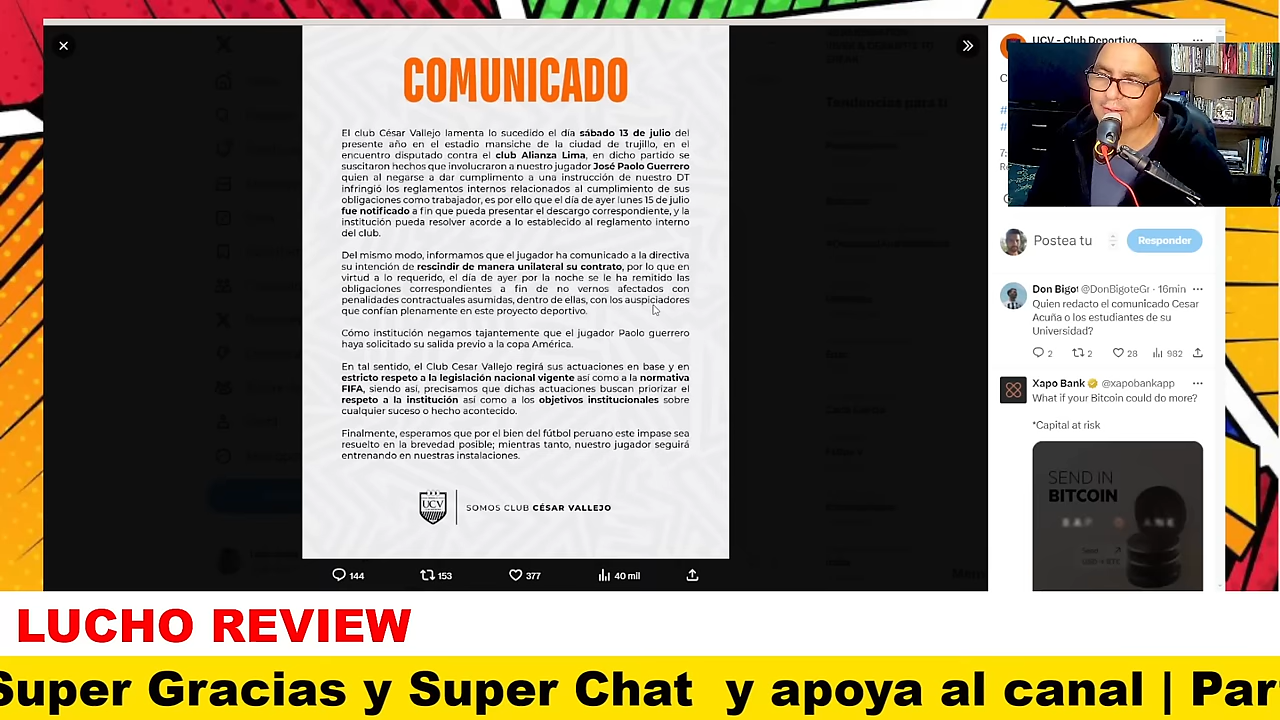 COMUNICADO
El club César Vallejo lamenta lo sucedido el día sábado 13 de julio del
presente año en el estadio mansiche de la ciudad de trujillo, en el
encuentro disputado contra el club Alianza Lima, en dicho partido se
suscitaron hechos que involucraron a nuestro jugador José Paolo Guerrero
quien al negarse a dar cumplimento a una instrucción de nuestro DT
infringió los reglamentos internos relacionados al cumplimiento de sus
obligaciones como trabajador, es por ello que el día de ayer lunes 15 de julio
fue notificado a fin que pueda presentar el descargo correspondiente, y la
institución pueda resolver acorde a lo establecido al reglamento interno
del club.
Del mismo modo, informamos que el jugador ha comunicado a la directiva
su intención de rescindir de manera unilateral su contrato, por lo que en
virtud a lo requerido, el día de ayer por la noche se le ha remitido las
obligaciones correspondientes a fin de no vernos afectados con
penalidades contractuales asumidas, dentro de ellas, con los auspiciadores
que confían plenamente en este proyecto deportivo.
Cómo institución negamos tajantemente que el jugador Paolo guerrero
haya solicitado su salida previo a la copa América.
En tal sentido, el Club Cesar Vallejo regirá sus actuaciones en base y en
estricto respeto a la legislación nacional vigente así como a la normativa
FIFA, siendo así, precisamos que dichas actuaciones buscan priorizar el
respeto a la institución así como a los objetivos institucionales sobre
cualquier suceso o hecho acontecido.
Finalmente, esperamos que por el bien del fútbol peruano este impase sea
resuelto en la brevedad posible; mientras tanto, nuestro jugador seguirá
entrenando en nuestras instalaciones.
UCV
SOMOS CLUB CÉSAR VALLEJO
144 153 377 40 mil
Tendencias para ti
UCV - Club Deportivo
Postea tu
Responder
Don Bigot @DonBigoteGr · 16min
Quien redacto el comunicado Cesar
Acuña o los estudiantes de su
Universidad?
2 2 28 982
Xapo Bank @xapobankapp
What if your Bitcoin could do more?
*Capital at risk
SEND IN
BITCOIN
LUCHO REVIEW
Super Gracias y Super Chat y apoya al canal | Par